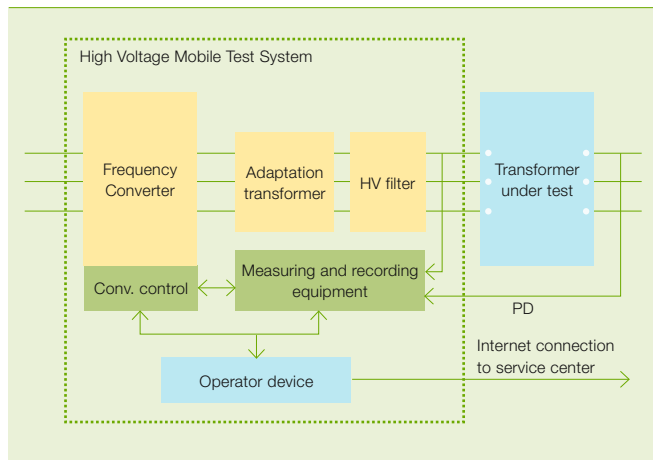 High Voltage Mobile Test System
Frequency
Converter
Adaptation
transformer
HV filter
Transformer
under test
Conv. control
Measuring and recording
equipment
PD
Operator device
Internet connection
to service center